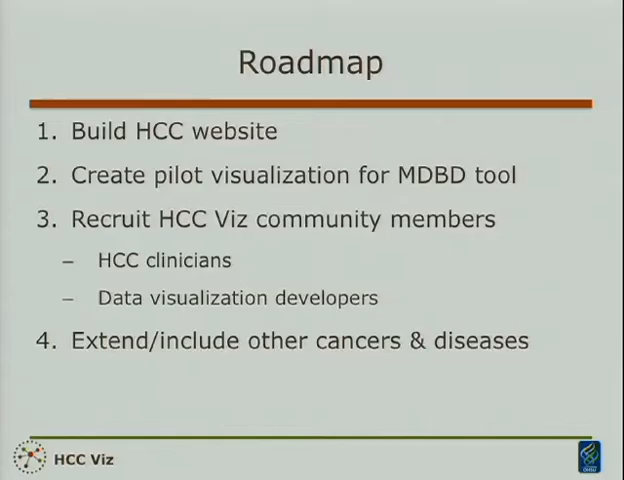 Roadmap
1. Build HCC website
2. Create pilot visualization for MDBD tool
3. Recruit HCC Viz community members
– HCC clinicians
– Data visualization developers
4. Extend/include other cancers & diseases
HCC Viz
OHSU